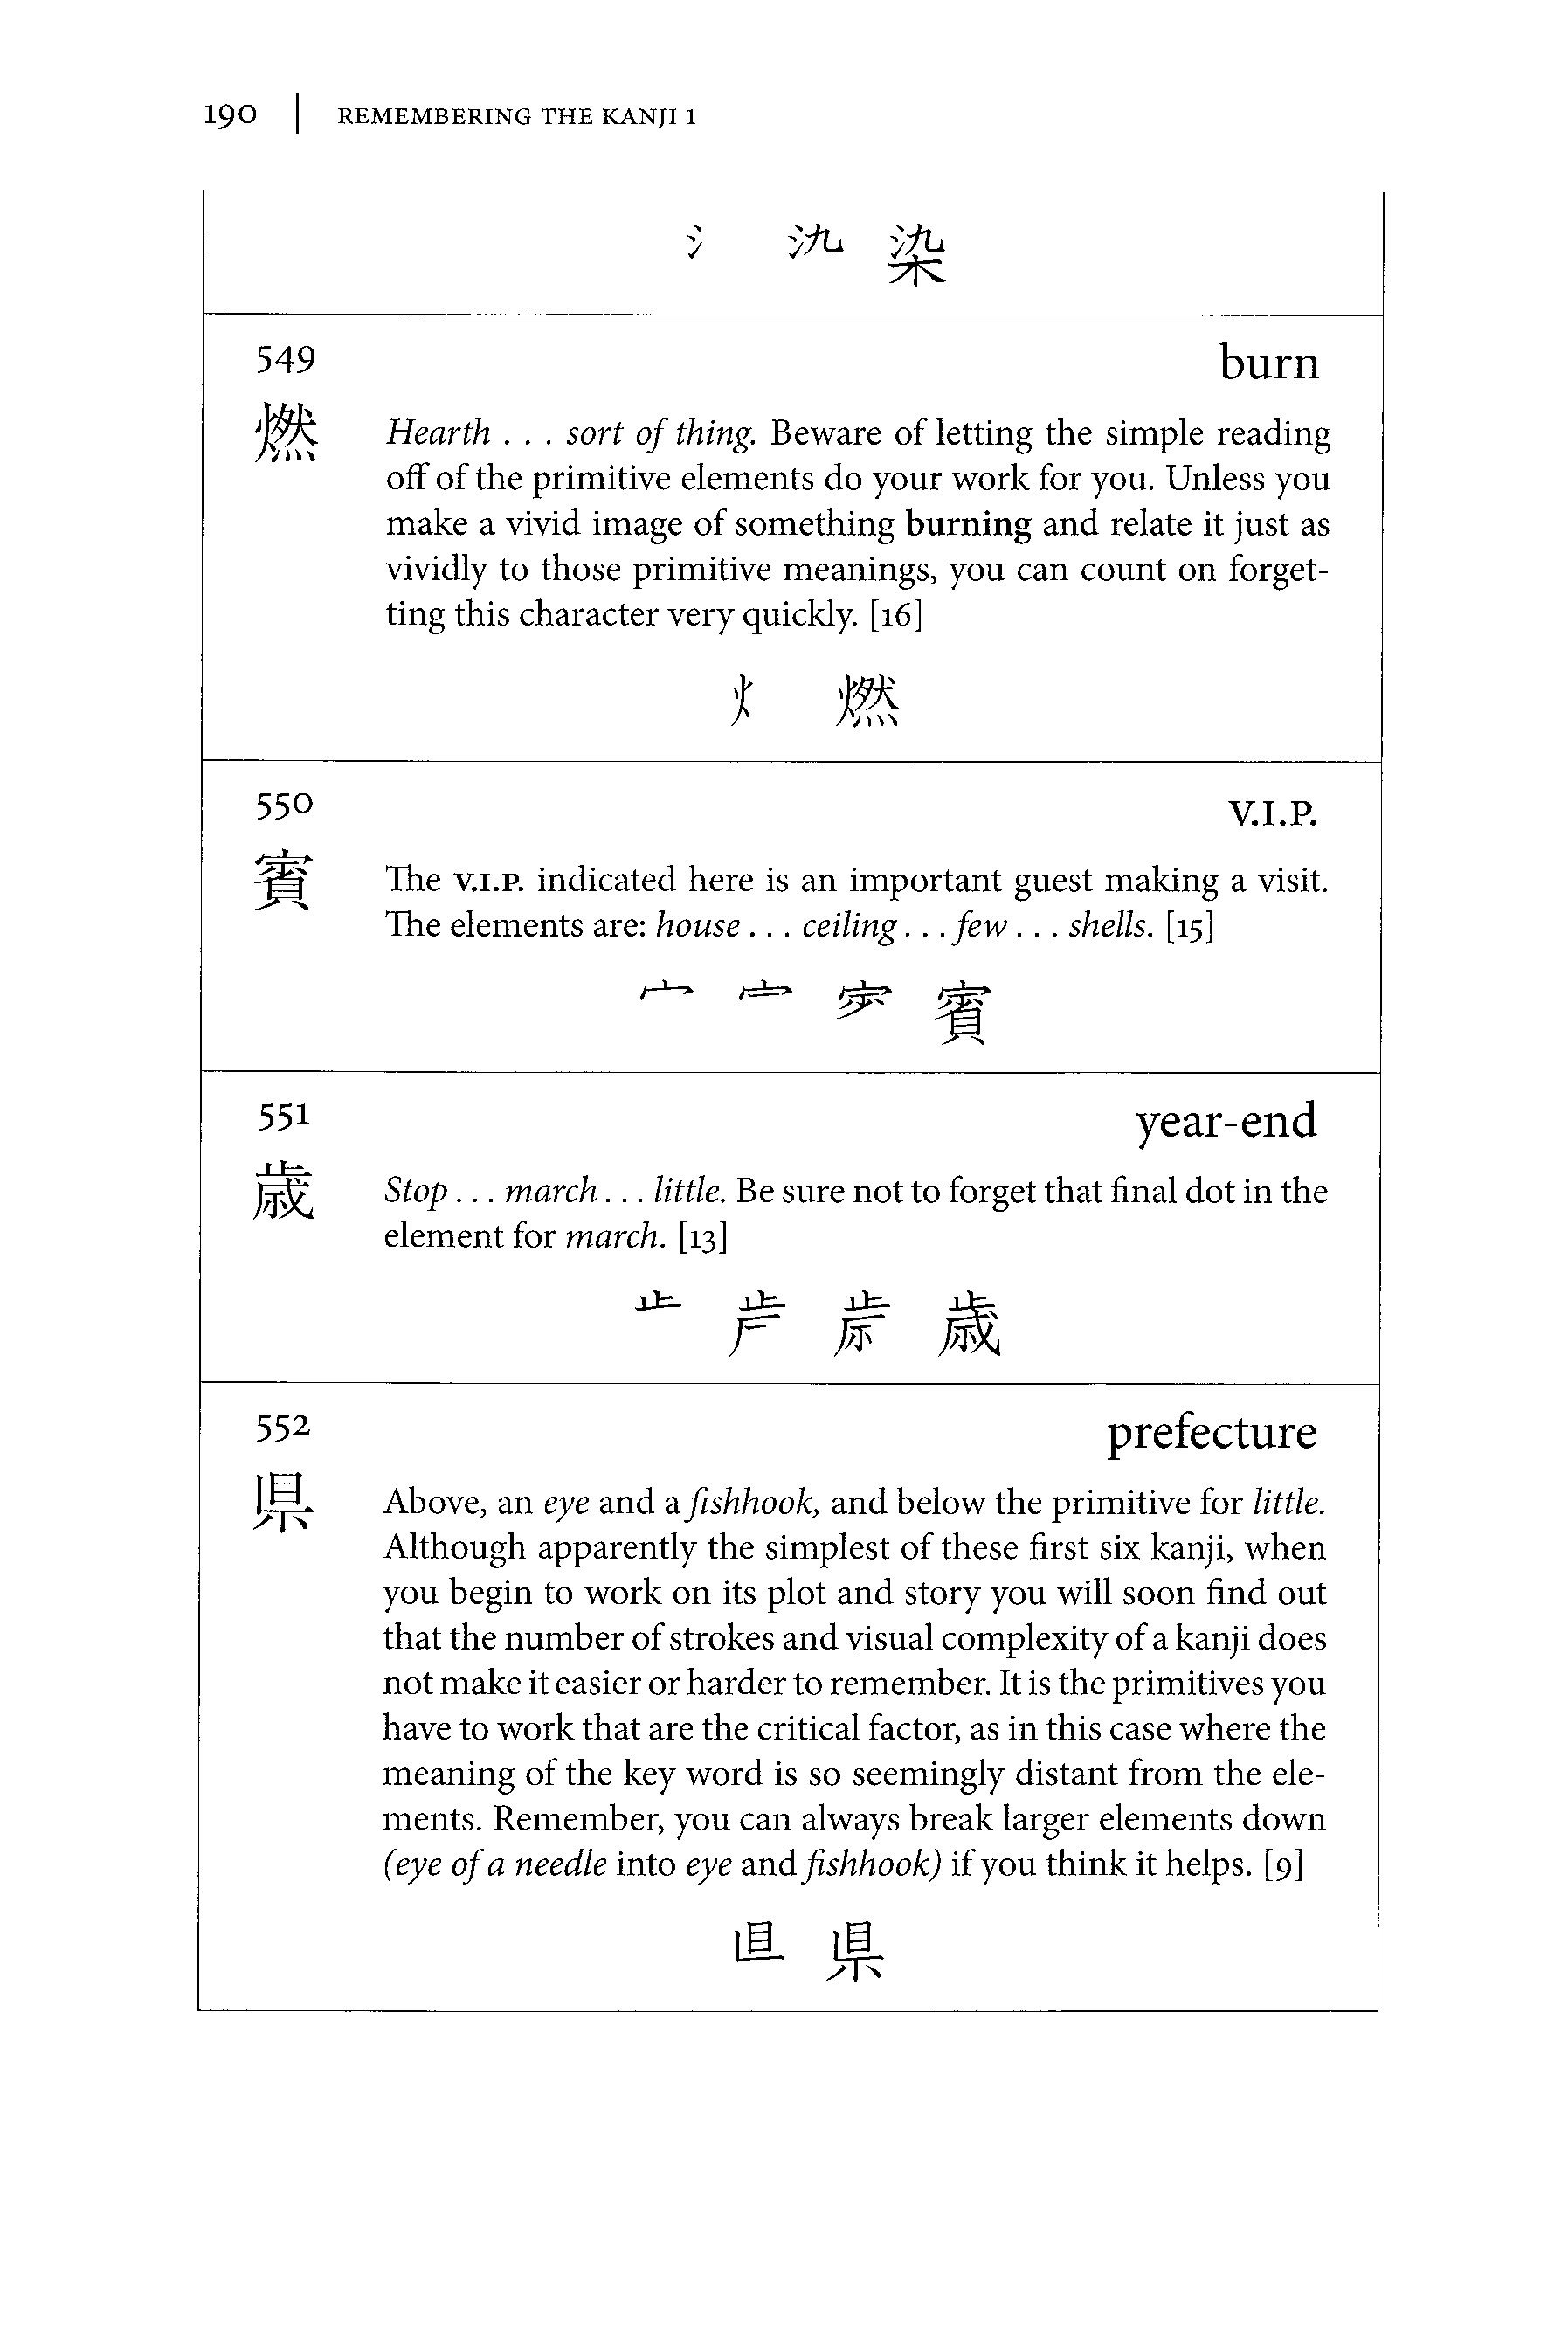 190 | REMEMBERING THE KANJI 1
氵 氿 染
549 burn
燃 Hearth . . . sort of thing. Beware of letting the simple reading
off of the primitive elements do your work for you. Unless you
make a vivid image of something burning and relate it just as
vividly to those primitive meanings, you can count on forget-
ting this character very quickly. [16]
火 燃
550 V.I.P.
賓 The V.I.P. indicated here is an important guest making a visit.
The elements are: house . . . ceiling . . . few . . . shells. [15]
宀 賓
551 year-end
歳 Stop . . . march . . . little. Be sure not to forget that final dot in the
element for march. [13]
止 歳
552 prefecture
県 Above, an eye and a fishhook, and below the primitive for little.
Although apparently the simplest of these first six kanji, when
you begin to work on its plot and story you will soon find out
that the number of strokes and visual complexity of a kanji does
not make it easier or harder to remember. It is the primitives you
have to work that are the critical factor, as in this case where the
meaning of the key word is so seemingly distant from the ele-
ments. Remember, you can always break larger elements down
(eye of a needle into eye and fishhook) if you think it helps. [9]
県